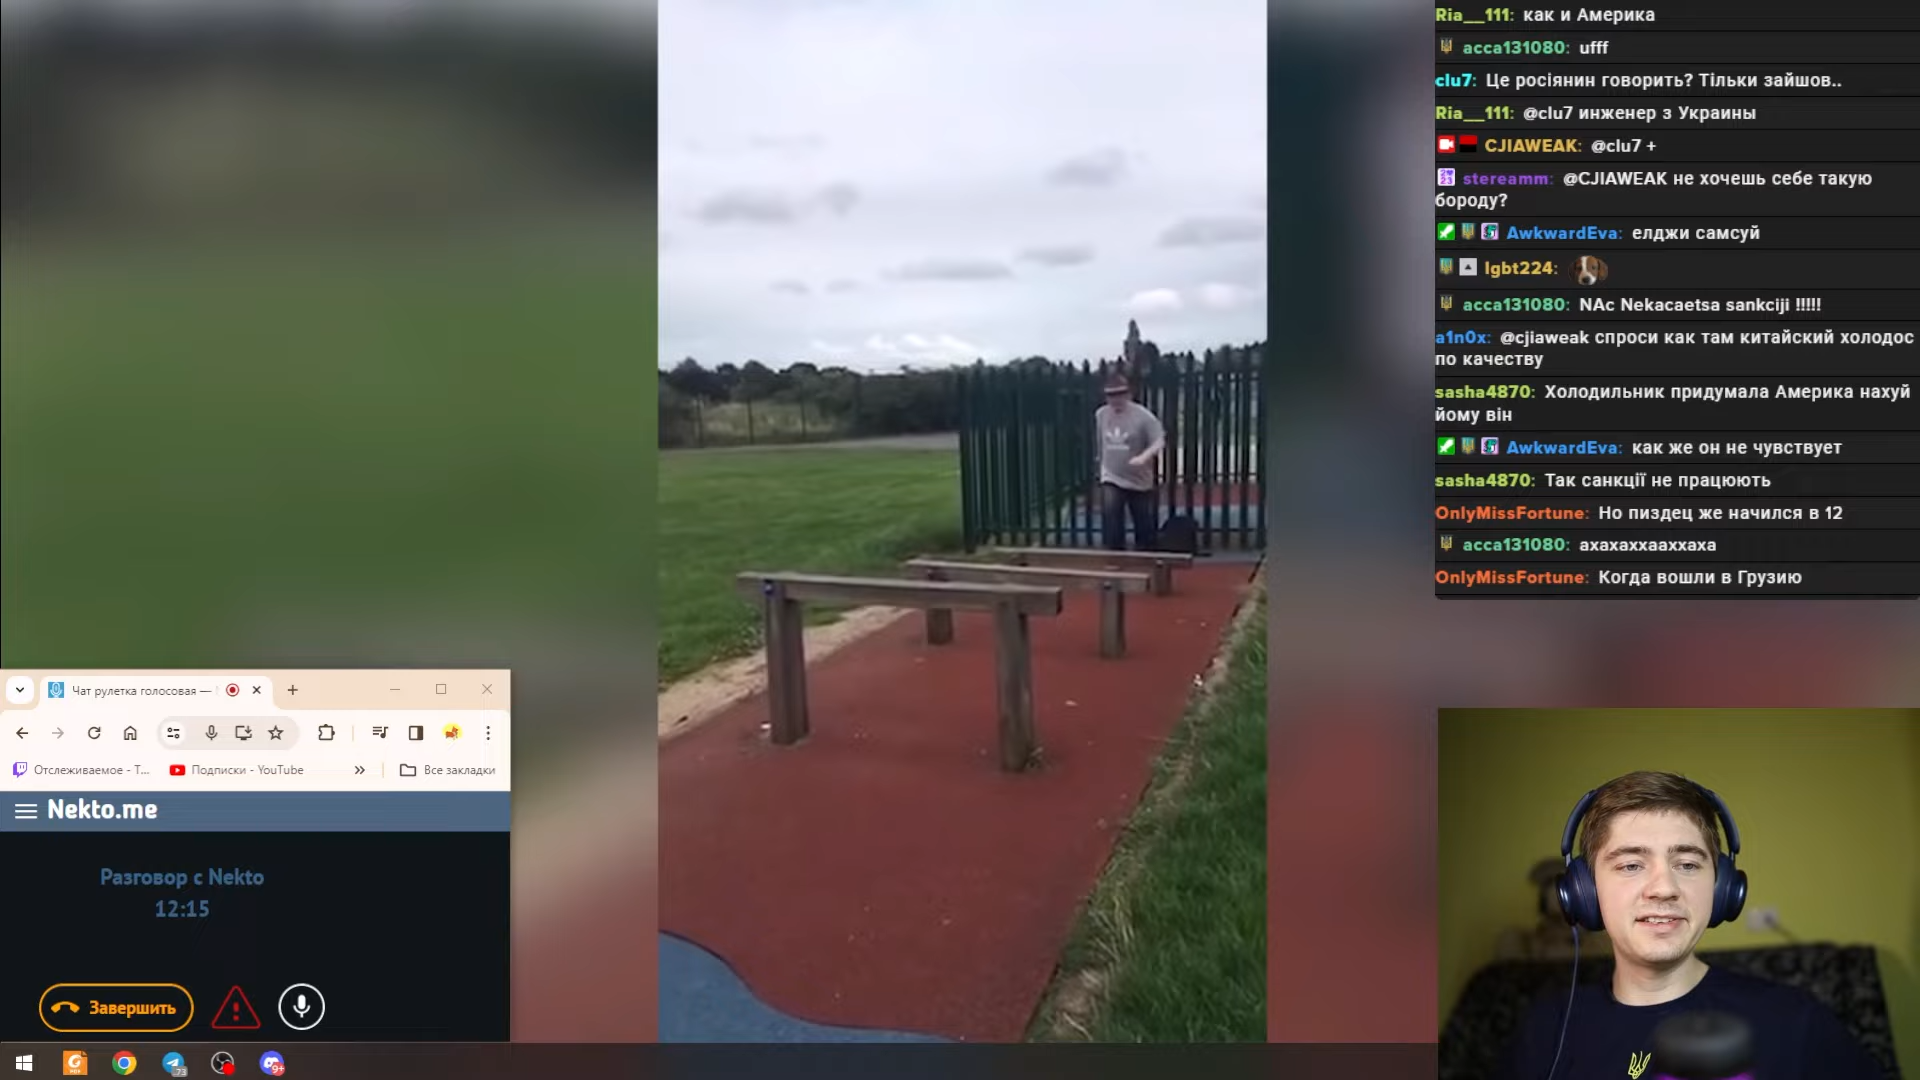 Ria__111: как и Америка
acca131080: ufff
clu7: Це росіянин говорить? Тільки зайшов..
Ria__111: @clu7 инженер з Украины
CJIAWEAK: @clu7 +
stereamm: @CJIAWEAK не хочешь себе такую
бороду?
AwkwardEva: елджи самсуй
lgbt224:
acca131080: NAc Nekacaetsa sankciji !!!!!
a1n0x: @cjiaweak спроси как там китайский холодос
по качеству
sasha4870: Холодильник придумала Америка нахуй
йому він
AwkwardEva: как же он не чувствует
sasha4870: Так санкції не працюють
OnlyMissFortune: Но пиздец же начился в 12
acca131080: ахахаххааххаха
OnlyMissFortune: Когда вошли в Грузию
Чат рулетка голосовая —
Отслеживаемое - Т...
Подписки - YouTube
Все закладки
Nekto.me
Разговор с Nekto
12:15
Завершить
73
9+